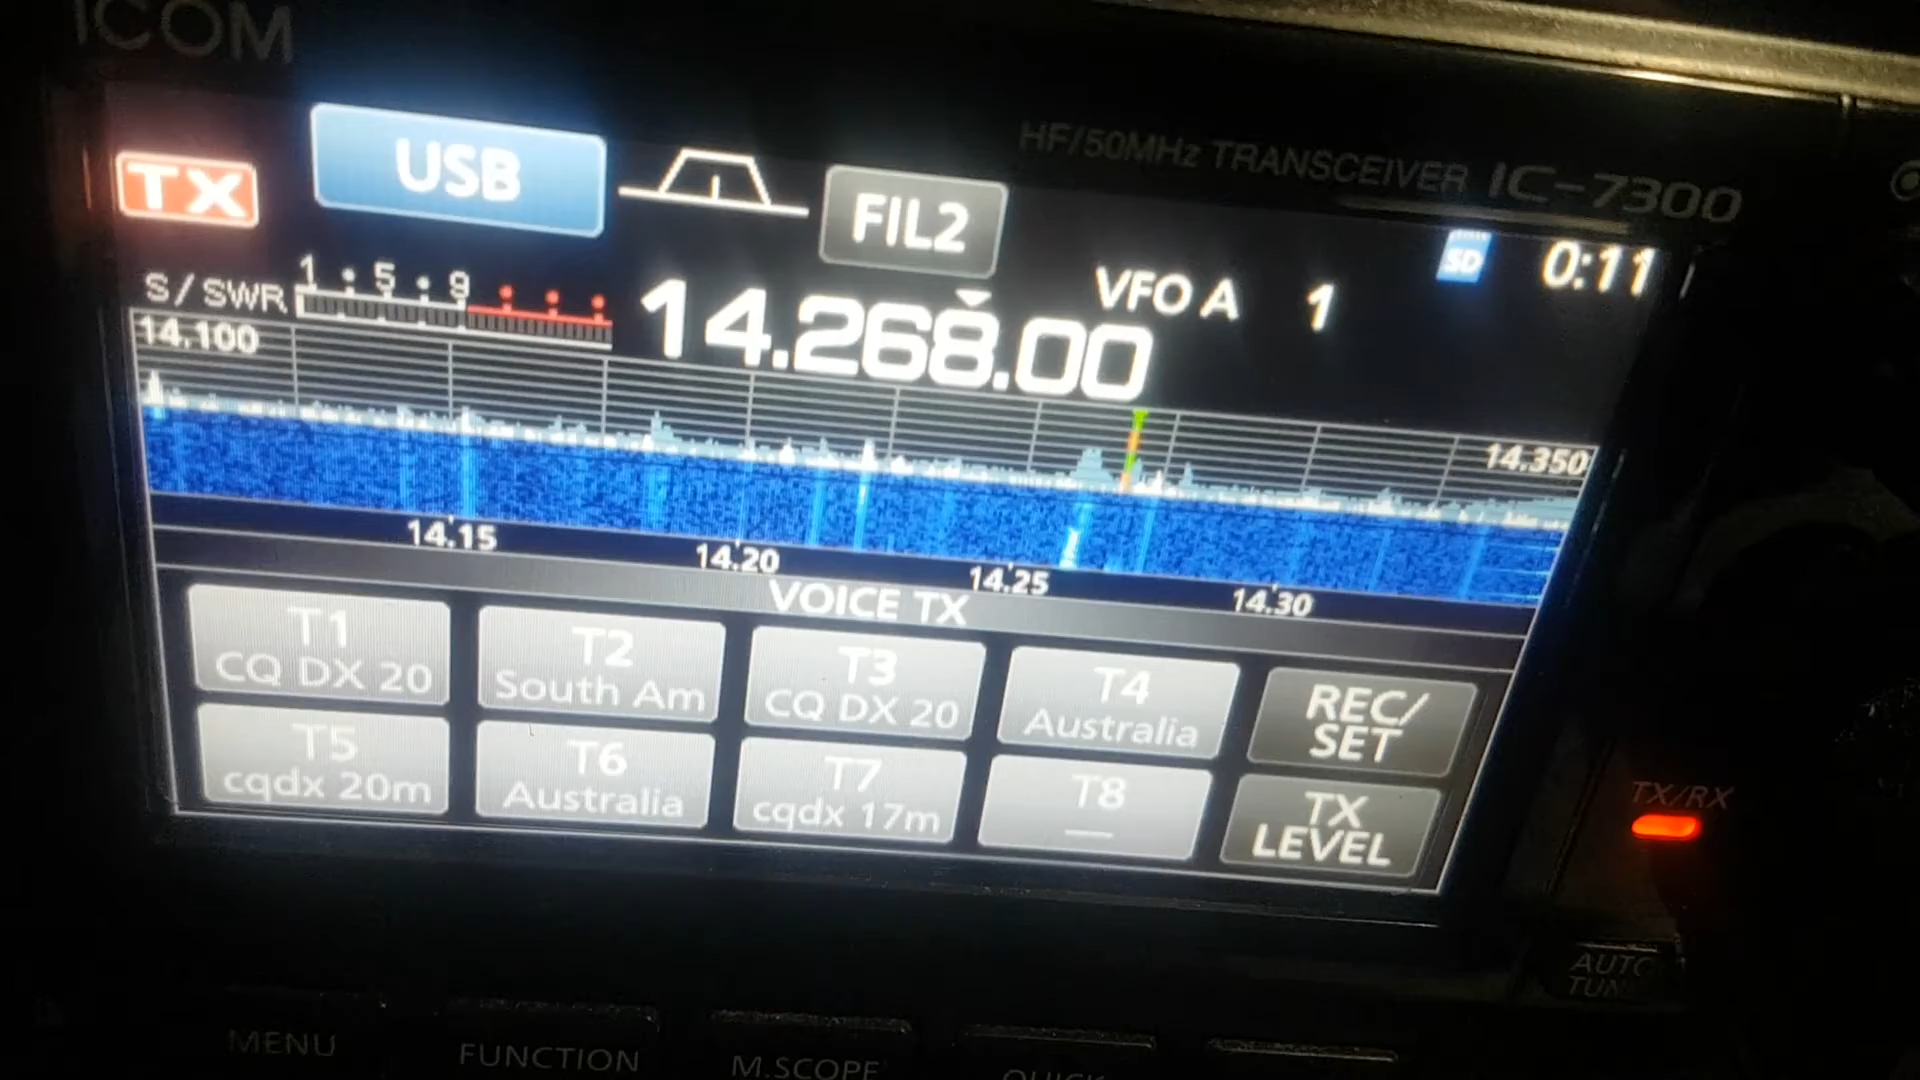 ICOM
HF/50MHz TRANSCEIVER IC-7300
TX
USB
FIL2
SD
0:11
S/SWR
1 5 9
14.268.00
VFO A
1
14.100
14.350
14.15
14.20
14.25
14.30
VOICE TX
T1
CQ DX 20
T2
South Am
T3
CQ DX 20
T4
Australia
REC/
SET
T5
cqdx 20m
T6
Australia
T7
cqdx 17m
T8
TX
LEVEL
TX/RX
AUTO
TUN
MENU
FUNCTION
M.SCOPE
QUICK